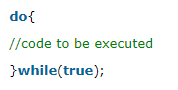 do{
//code to be executed
}while(true);